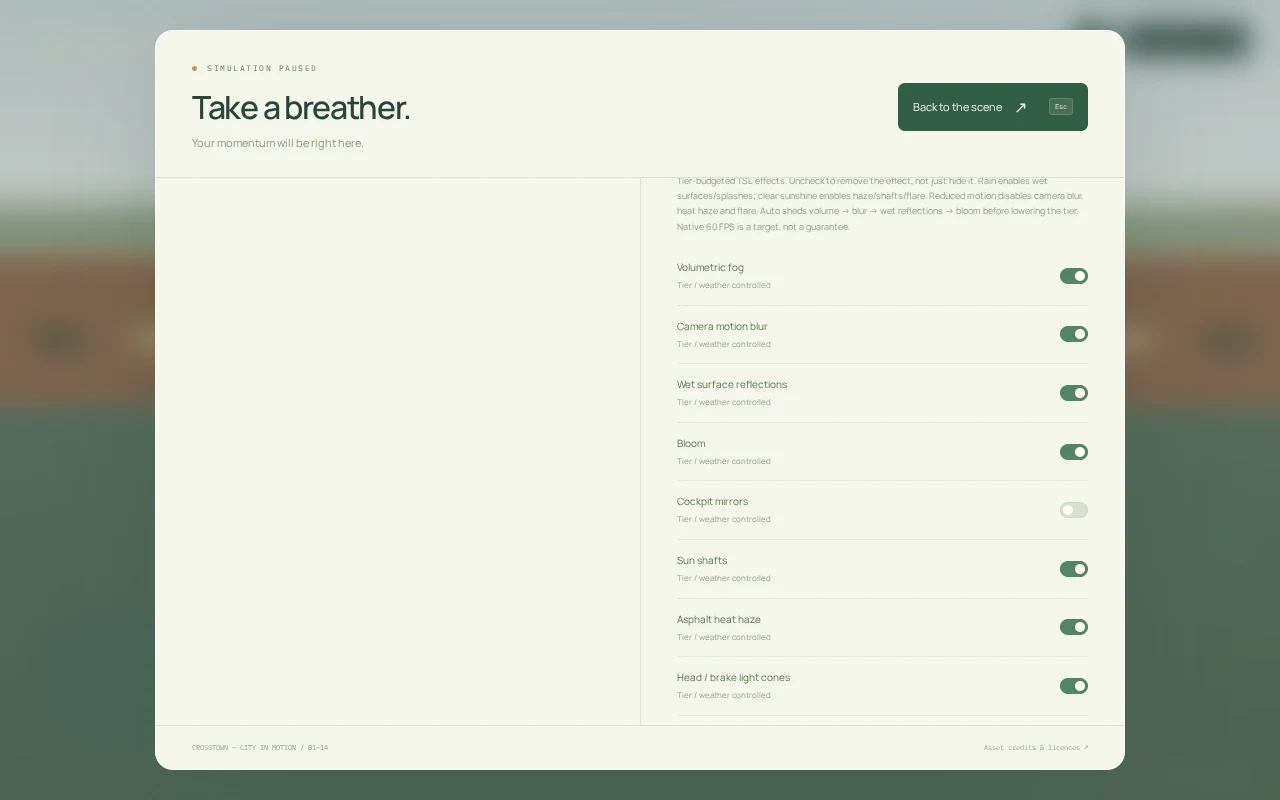 SIMULATION PAUSED
Take a breather.
Your momentum will be right here.
Back to the scene ↗ Esc
Tier-budgeted TSL effects. Uncheck to remove the effect, not just hide it. Rain enables wet
surfaces/splashes; clear sunshine enables haze/shafts/flare. Reduced motion disables camera blur,
heat haze and flare. Auto sheds volume → blur → wet reflections → bloom before lowering the tier.
Native 60 FPS is a target, not a guarantee.
Volumetric fog
Tier / weather controlled
Camera motion blur
Tier / weather controlled
Wet surface reflections
Tier / weather controlled
Bloom
Tier / weather controlled
Cockpit mirrors
Tier / weather controlled
Sun shafts
Tier / weather controlled
Asphalt heat haze
Tier / weather controlled
Head / brake light cones
Tier / weather controlled
CROSSTOWN — CITY IN MOTION / 01—14
Asset credits & licences ↗